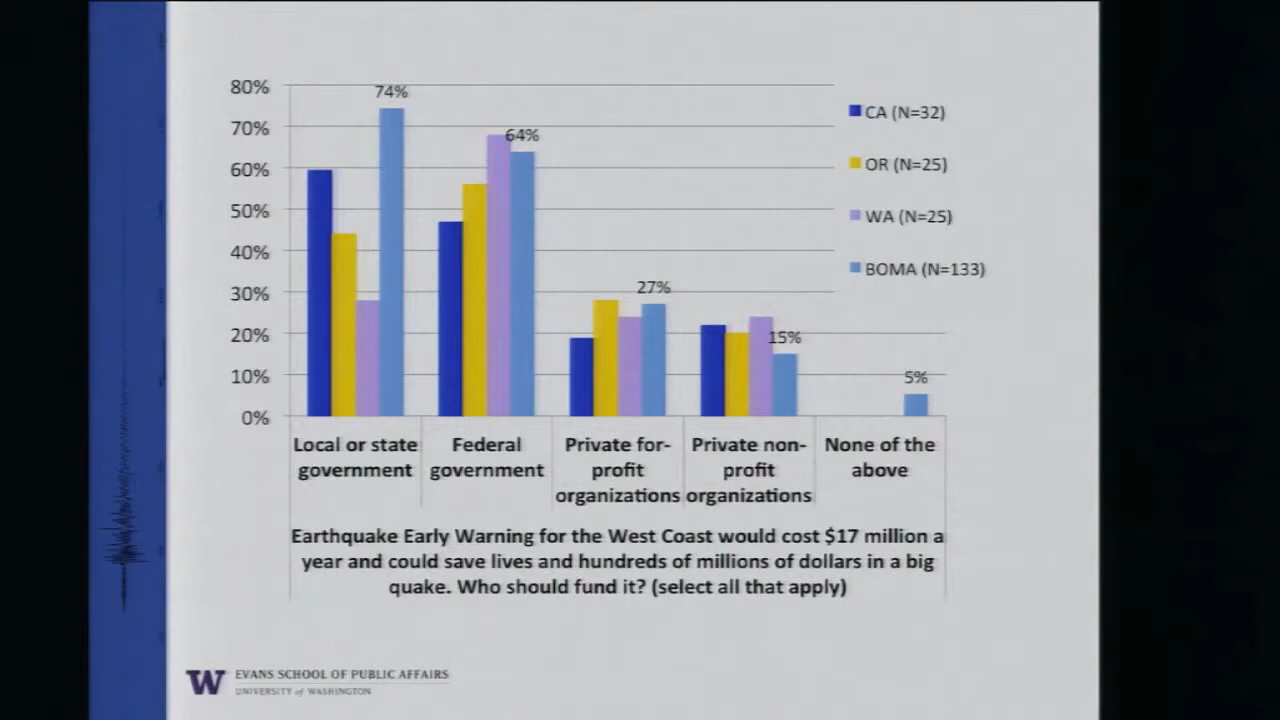 80%
70%
60%
50%
40%
30%
20%
10%
0%
74%
64%
27%
15%
5%
CA (N=32)
OR (N=25)
WA (N=25)
BOMA (N=133)
Local or state
government
Federal
government
Private for-
profit
organizations
Private non-
profit
organizations
None of the
above
Earthquake Early Warning for the West Coast would cost $17 million a
year and could save lives and hundreds of millions of dollars in a big
quake. Who should fund it? (select all that apply)
W
EVANS SCHOOL OF PUBLIC AFFAIRS
UNIVERSITY of WASHINGTON